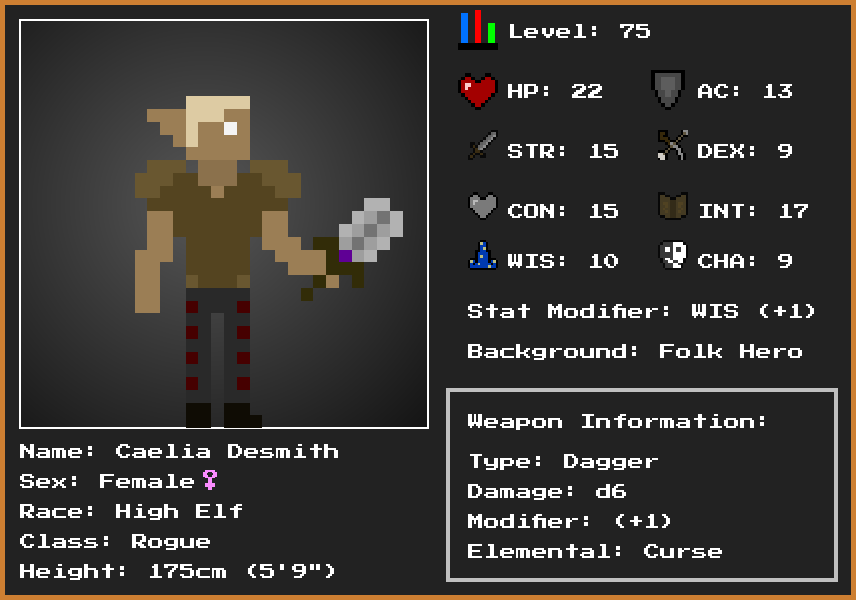 Level: 75
HP: 22 AC: 13
STR: 15 DEX: 9
CON: 15 INT: 17
WIS: 10 CHA: 9
Stat Modifier: WIS (+1)
Background: Folk Hero
Weapon Information:
Type: Dagger
Damage: d6
Modifier: (+1)
Elemental: Curse
Name: Caelia Desmith
Sex: Female♀
Race: High Elf
Class: Rogue
Height: 175cm (5'9")